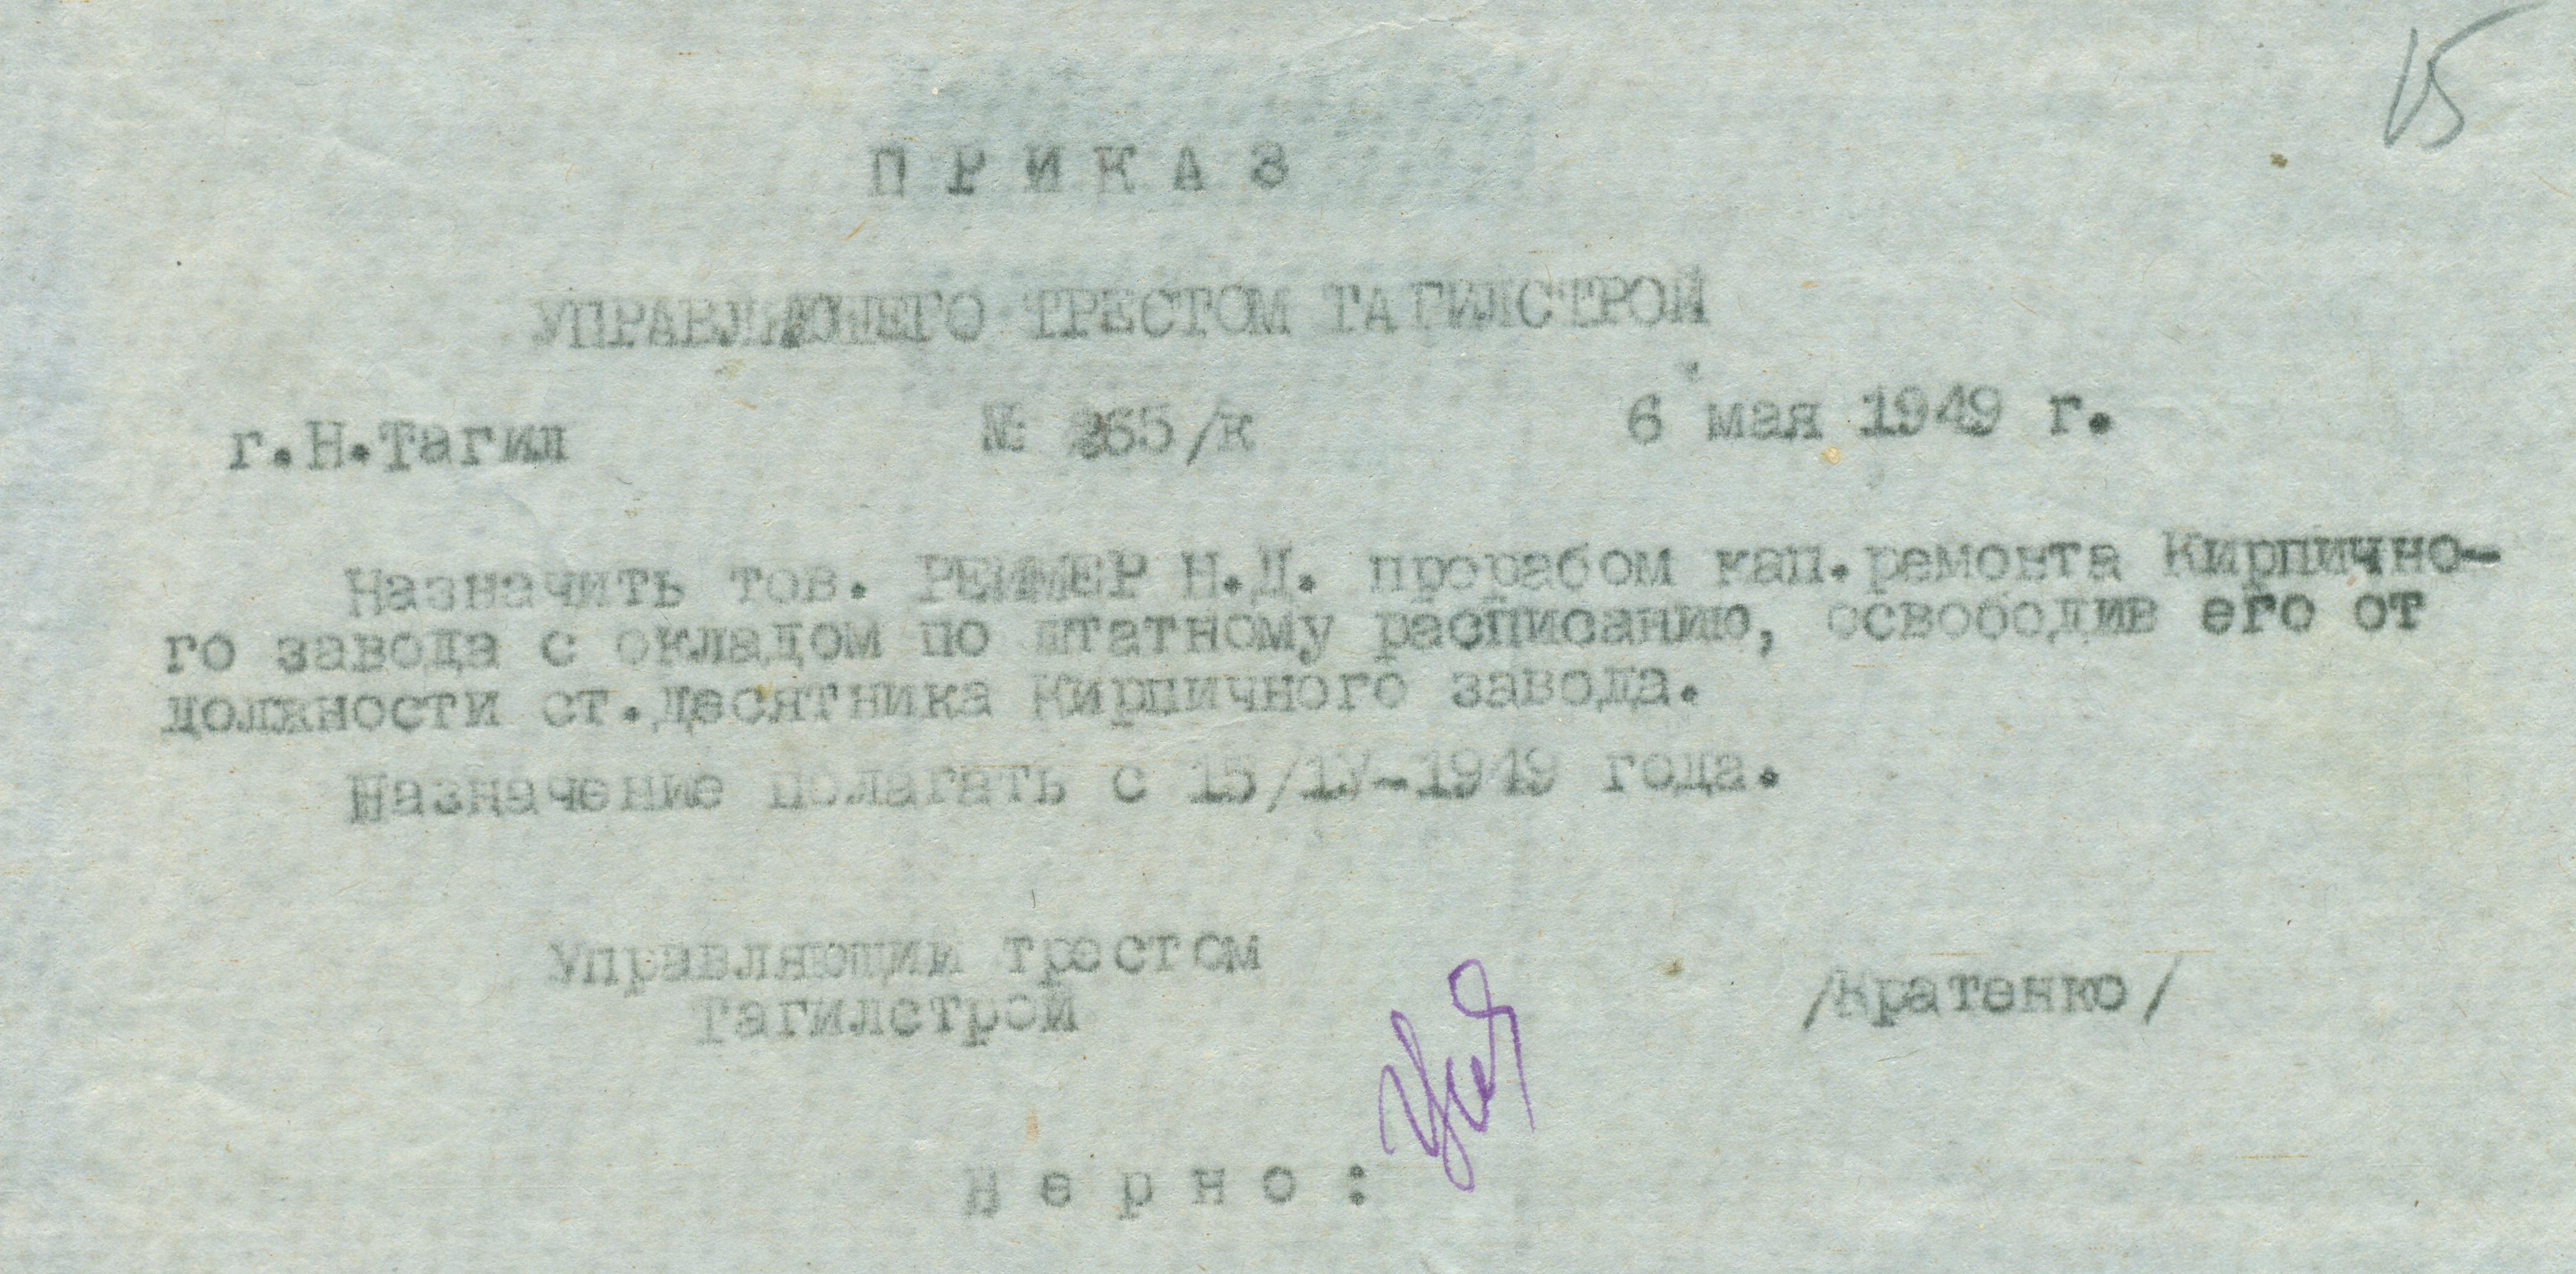 15
ПРИКАЗ
УПРАВЛЯЮЩЕГО ТРЕСТОМ ТАГИЛСТРОЙ
г.Н.Тагил № 265/к 6 мая 1949 г.
Назначить тов. РЕЙМЕР Н.Д. прорабом кап.ремонта Кирпично-
го завода с окладом по штатному расписанию, освободив его от
должности ст.десятника Кирпичного завода.
Назначение полагать с 15/1У-1949 года.
Управляющий трестом
Тагилстрой /Кратенко/
Верно: